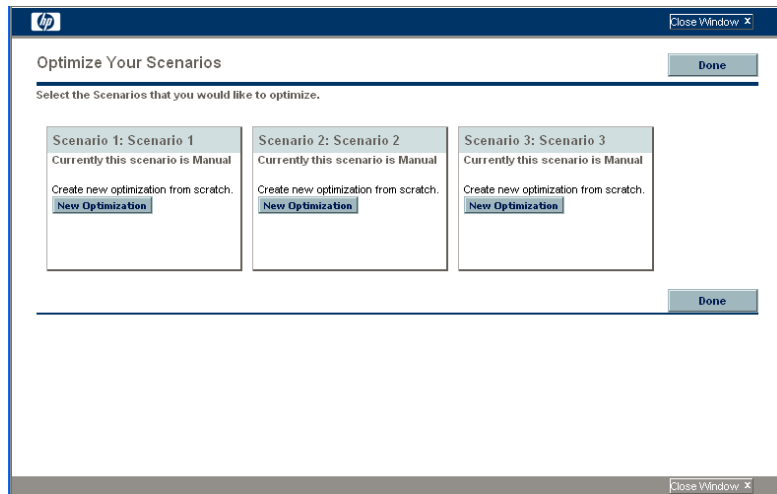 hp
Close Window x
Optimize Your Scenarios
Done
Select the Scenarios that you would like to optimize.
Scenario 1: Scenario 1
Currently this scenario is Manual
Create new optimization from scratch.
New Optimization
Scenario 2: Scenario 2
Currently this scenario is Manual
Create new optimization from scratch.
New Optimization
Scenario 3: Scenario 3
Currently this scenario is Manual
Create new optimization from scratch.
New Optimization
Done
Close Window x